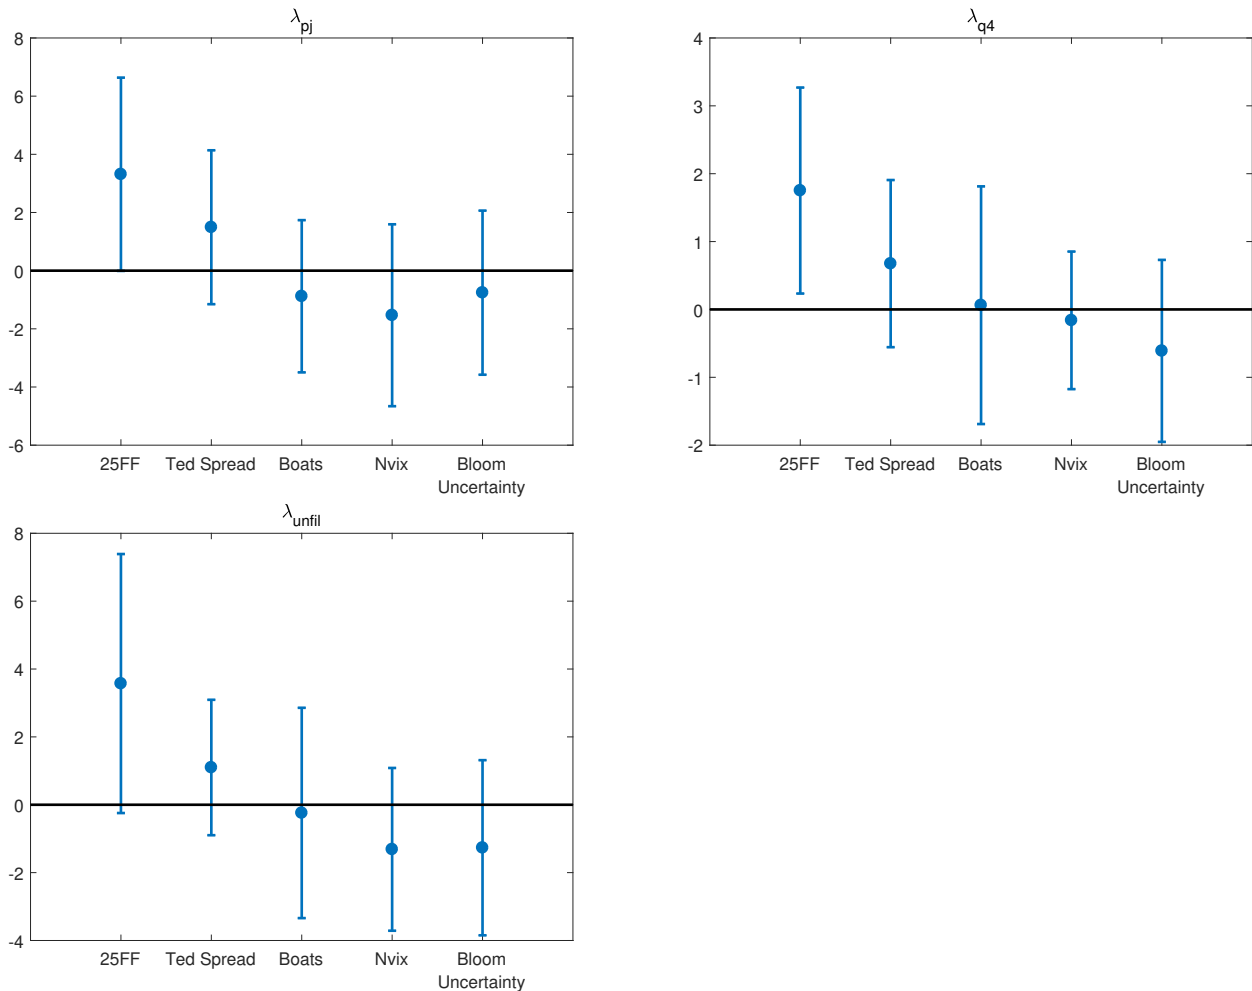 λpj
8
6
4
2
0
-2
-4
-6
25FF Ted Spread Boats Nvix Bloom
Uncertainty
λq4
4
3
2
1
0
-1
-2
25FF Ted Spread Boats Nvix Bloom
Uncertainty
λunfil
8
6
4
2
0
-2
-4
25FF Ted Spread Boats Nvix Bloom
Uncertainty